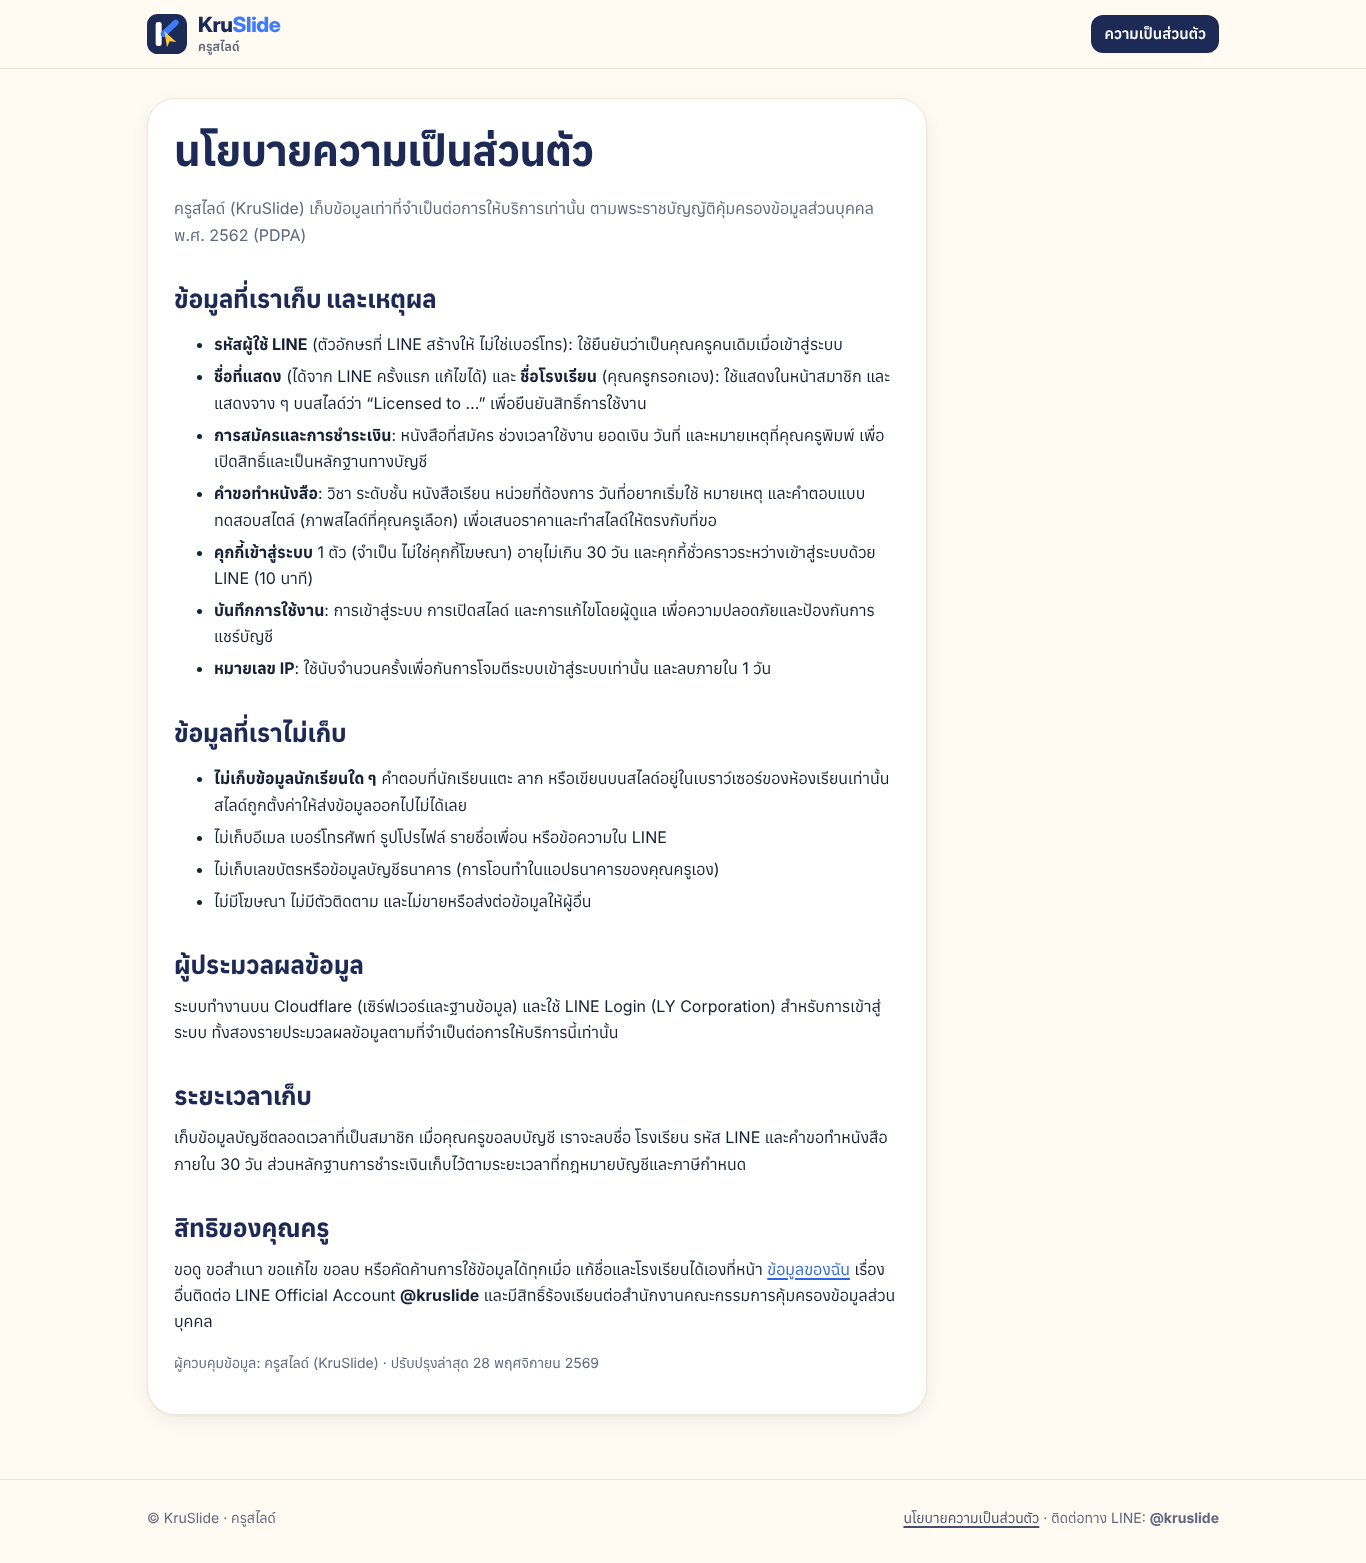 KruSlide
ครูสไลด์
ความเป็นส่วนตัว
นโยบายความเป็นส่วนตัว
ครูสไลด์ (KruSlide) เก็บข้อมูลเท่าที่จำเป็นต่อการให้บริการเท่านั้น ตามพระราชบัญญัติคุ้มครองข้อมูลส่วนบุคคล
พ.ศ. 2562 (PDPA)
ข้อมูลที่เราเก็บ และเหตุผล
• รหัสผู้ใช้ LINE (ตัวอักษรที่ LINE สร้างให้ ไม่ใช่เบอร์โทร): ใช้ยืนยันว่าเป็นคุณครูคนเดิมเมื่อเข้าสู่ระบบ
• ชื่อที่แสดง (ได้จาก LINE ครั้งแรก แก้ไขได้) และ ชื่อโรงเรียน (คุณครูกรอกเอง): ใช้แสดงในหน้าสมาชิก และ
แสดงจาง ๆ บนสไลด์ว่า “Licensed to …” เพื่อยืนยันสิทธิ์การใช้งาน
• การสมัครและการชำระเงิน: หนังสือที่สมัคร ช่วงเวลาใช้งาน ยอดเงิน วันที่ และหมายเหตุที่คุณครูพิมพ์ เพื่อ
เปิดสิทธิ์และเป็นหลักฐานทางบัญชี
• คำขอทำหนังสือ: วิชา ระดับชั้น หนังสือเรียน หน่วยที่ต้องการ วันที่อยากเริ่มใช้ หมายเหตุ และคำตอบแบบ
ทดสอบสไตล์ (ภาพสไลด์ที่คุณครูเลือก) เพื่อเสนอราคาและทำสไลด์ให้ตรงกับที่ขอ
• คุกกี้เข้าสู่ระบบ 1 ตัว (จำเป็น ไม่ใช่คุกกี้โฆษณา) อายุไม่เกิน 30 วัน และคุกกี้ชั่วคราวระหว่างเข้าสู่ระบบด้วย
LINE (10 นาที)
• บันทึกการใช้งาน: การเข้าสู่ระบบ การเปิดสไลด์ และการแก้ไขโดยผู้ดูแล เพื่อความปลอดภัยและป้องกันการ
แชร์บัญชี
• หมายเลข IP: ใช้นับจำนวนครั้งเพื่อกันการโจมตีระบบเข้าสู่ระบบเท่านั้น และลบภายใน 1 วัน
ข้อมูลที่เราไม่เก็บ
• ไม่เก็บข้อมูลนักเรียนใด ๆ คำตอบที่นักเรียนแตะ ลาก หรือเขียนบนสไลด์อยู่ในเบราว์เซอร์ของห้องเรียนเท่านั้น
สไลด์ถูกตั้งค่าให้ส่งข้อมูลออกไปไม่ได้เลย
• ไม่เก็บอีเมล เบอร์โทรศัพท์ รูปโปรไฟล์ รายชื่อเพื่อน หรือข้อความใน LINE
• ไม่เก็บเลขบัตรหรือข้อมูลบัญชีธนาคาร (การโอนทำในแอปธนาคารของคุณครูเอง)
• ไม่มีโฆษณา ไม่มีตัวติดตาม และไม่ขายหรือส่งต่อข้อมูลให้ผู้อื่น
ผู้ประมวลผลข้อมูล
ระบบทำงานบน Cloudflare (เซิร์ฟเวอร์และฐานข้อมูล) และใช้ LINE Login (LY Corporation) สำหรับการเข้าสู่
ระบบ ทั้งสองรายประมวลผลข้อมูลตามที่จำเป็นต่อการให้บริการนี้เท่านั้น
ระยะเวลาเก็บ
เก็บข้อมูลบัญชีตลอดเวลาที่เป็นสมาชิก เมื่อคุณครูขอลบบัญชี เราจะลบชื่อ โรงเรียน รหัส LINE และคำขอทำหนังสือ
ภายใน 30 วัน ส่วนหลักฐานการชำระเงินเก็บไว้ตามระยะเวลาที่กฎหมายบัญชีและภาษีกำหนด
สิทธิของคุณครู
ขอดู ขอสำเนา ขอแก้ไข ขอลบ หรือคัดค้านการใช้ข้อมูลได้ทุกเมื่อ แก้ชื่อและโรงเรียนได้เองที่หน้า ข้อมูลของฉัน เรื่อง
อื่นติดต่อ LINE Official Account @kruslide และมีสิทธิ์ร้องเรียนต่อสำนักงานคณะกรรมการคุ้มครองข้อมูลส่วน
บุคคล
ผู้ควบคุมข้อมูล: ครูสไลด์ (KruSlide) · ปรับปรุงล่าสุด 28 พฤศจิกายน 2569
© KruSlide · ครูสไลด์
นโยบายความเป็นส่วนตัว · ติดต่อทาง LINE: @kruslide